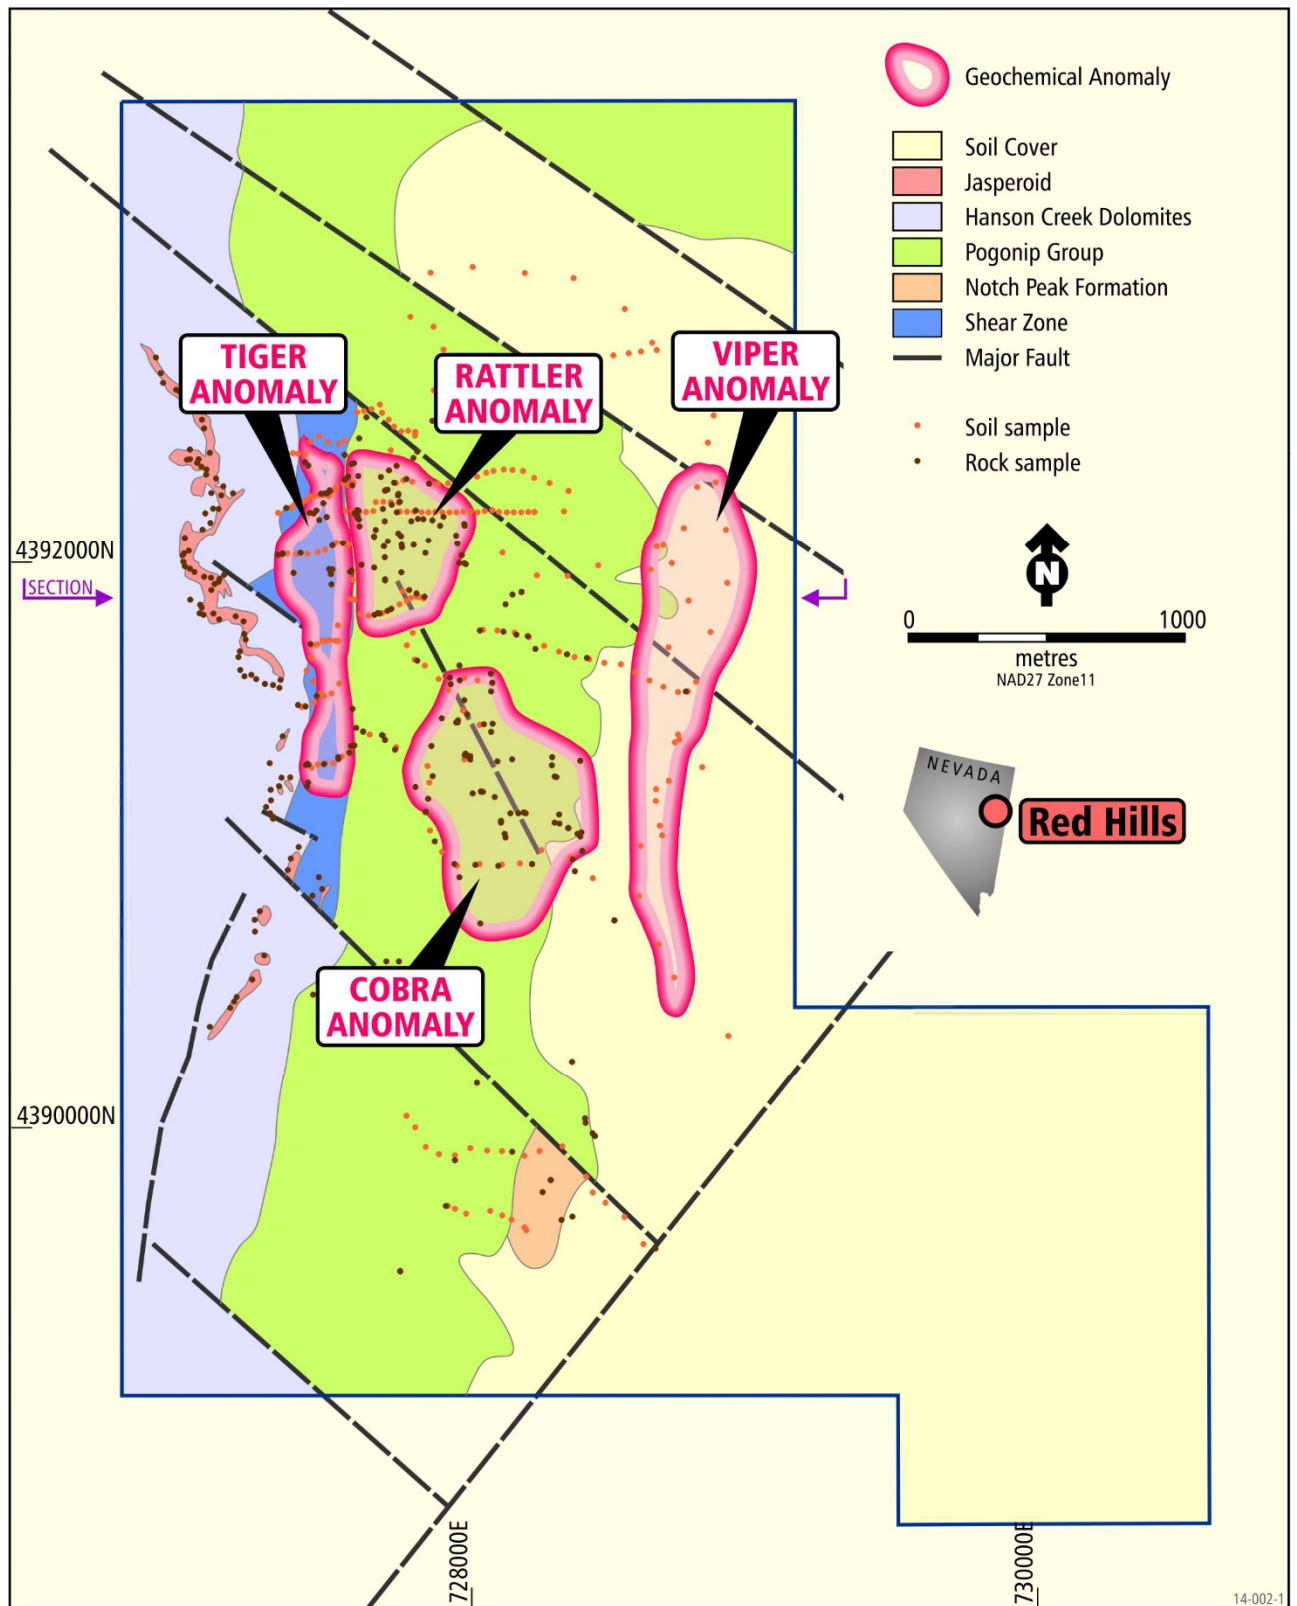 Geochemical Anomaly
Soil Cover
Jasperoid
Hanson Creek Dolomites
Pogonip Group
Notch Peak Formation
Shear Zone
Major Fault
Soil sample
Rock sample
TIGER
ANOMALY
RATTLER
ANOMALY
VIPER
ANOMALY
4392000N
SECTION
N
0 1000
metres
NAD27 Zone11
NEVADA
Red Hills
COBRA
ANOMALY
4390000N
728000E
730000E
14-002-1